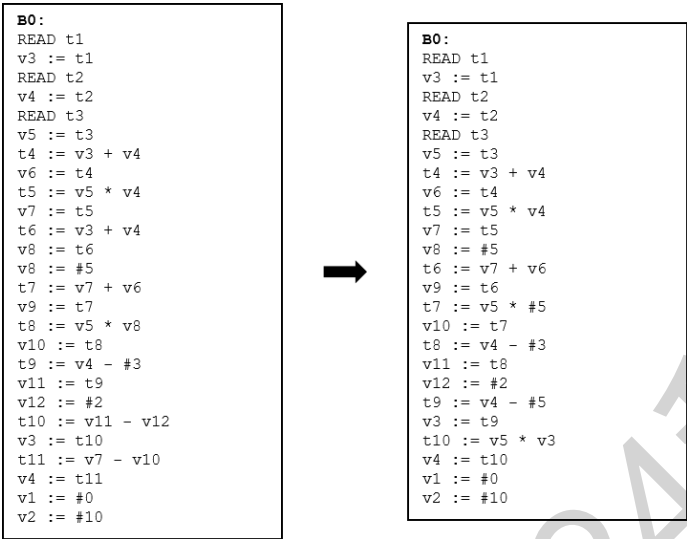 B0:
READ t1
v3 := t1
READ t2
v4 := t2
READ t3
v5 := t3
t4 := v3 + v4
v6 := t4
t5 := v5 * v4
v7 := t5
t6 := v3 + v4
v8 := t6
v8 := #5
t7 := v7 + v6
v9 := t7
t8 := v5 * v8
v10 := t8
t9 := v4 - #3
v11 := t9
v12 := #2
t10 := v11 - v12
v3 := t10
t11 := v7 - v10
v4 := t11
v1 := #0
v2 := #10
B0:
READ t1
v3 := t1
READ t2
v4 := t2
READ t3
v5 := t3
t4 := v3 + v4
v6 := t4
t5 := v5 * v4
v7 := t5
v8 := #5
t6 := v7 + v6
v9 := t6
t7 := v5 * #5
v10 := t7
t8 := v4 - #3
v11 := t8
v12 := #2
t9 := v4 - #5
v3 := t9
t10 := v5 * v3
v4 := t10
v1 := #0
v2 := #10